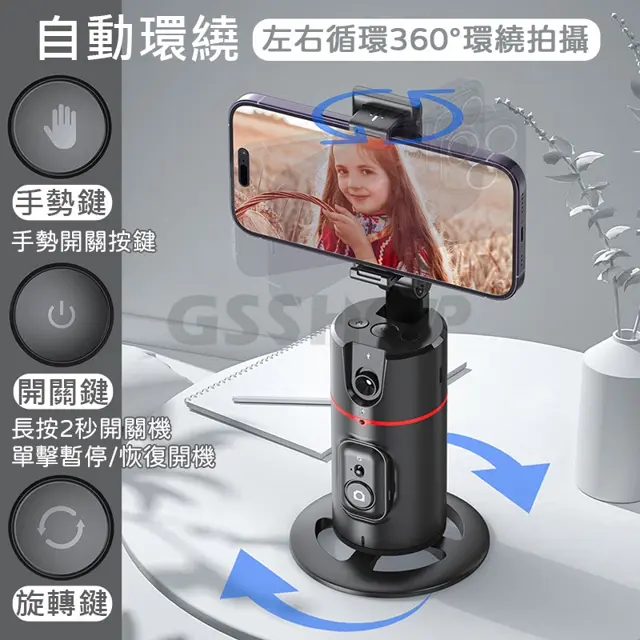 自動環繞
左右循環360°環繞拍攝
手勢鍵
手勢開關按鍵
開關鍵
長按2秒開關機
單擊暫停/恢復開機
旋轉鍵
GSSHOP